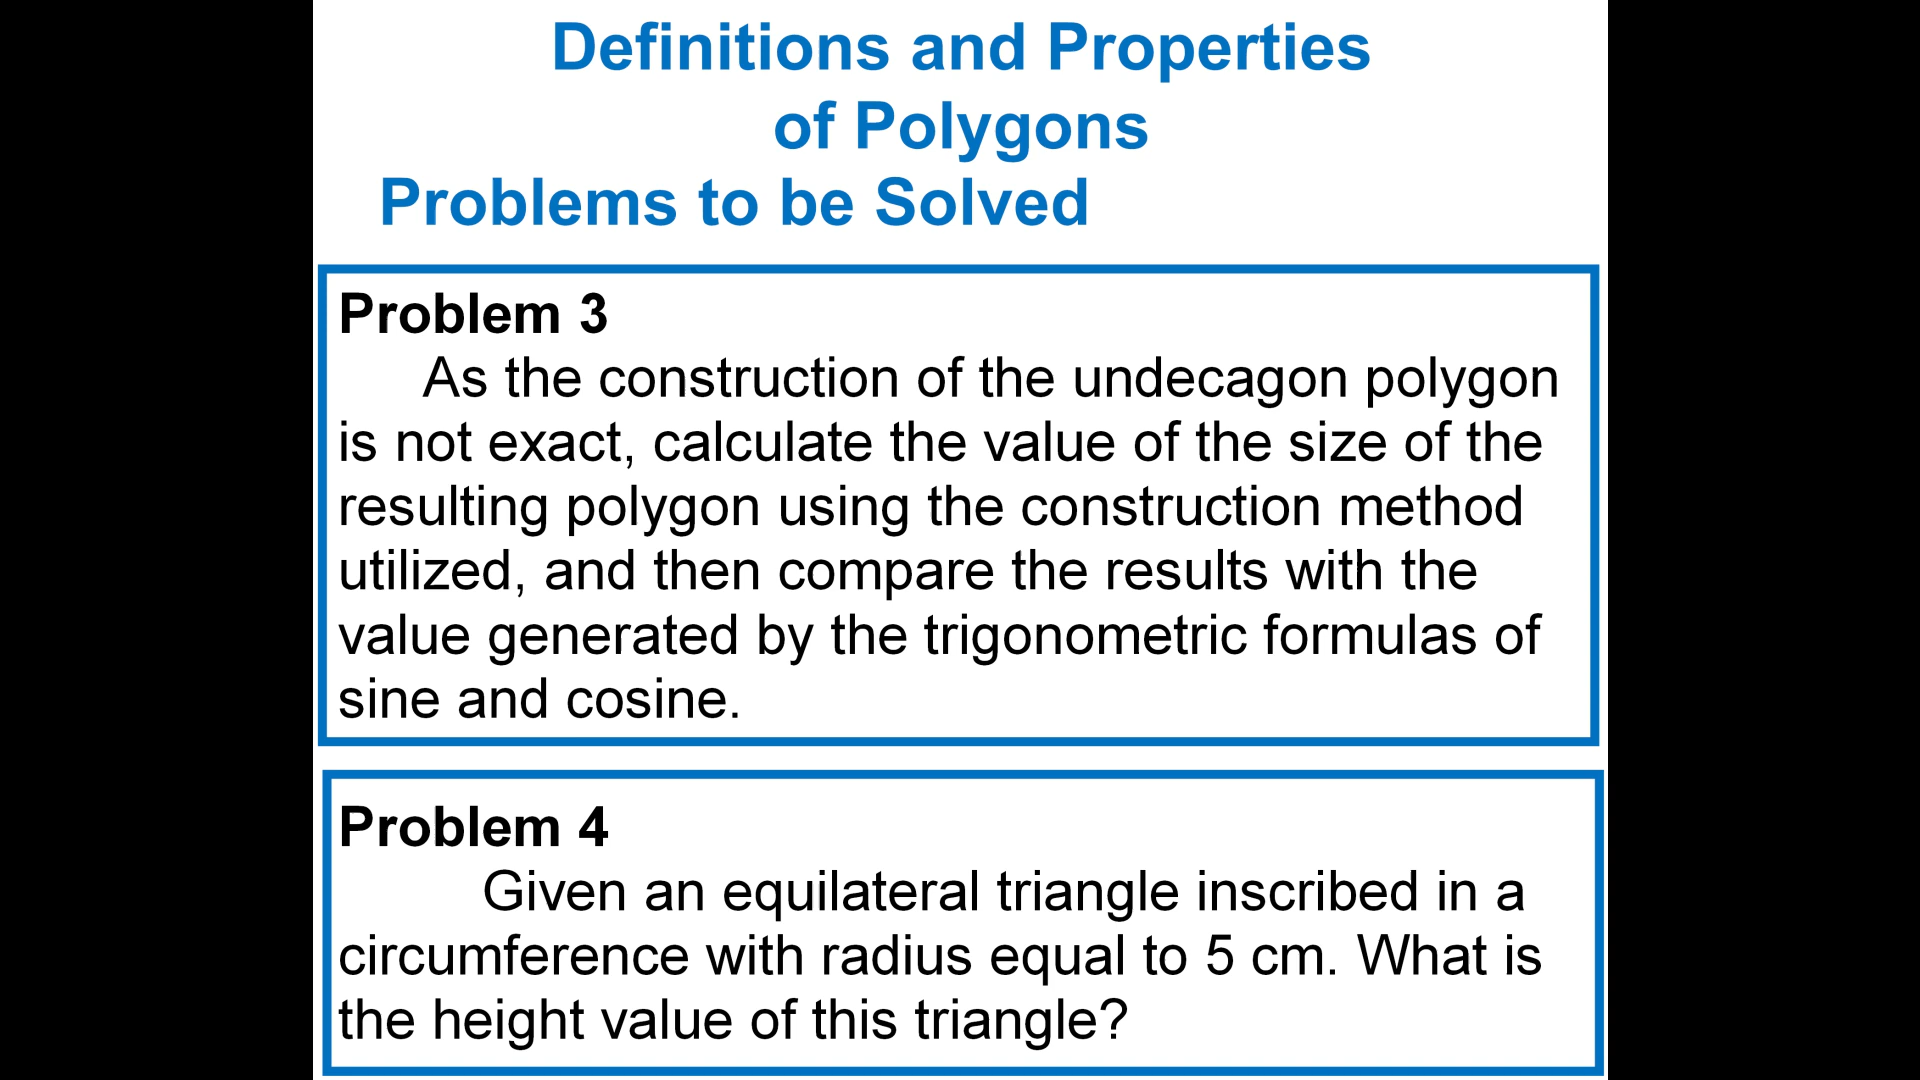 Definitions and Properties
of Polygons
Problems to be Solved
Problem 3
As the construction of the undecagon polygon
is not exact, calculate the value of the size of the
resulting polygon using the construction method
utilized, and then compare the results with the
value generated by the trigonometric formulas of
sine and cosine.
Problem 4
Given an equilateral triangle inscribed in a
circumference with radius equal to 5 cm. What is
the height value of this triangle?